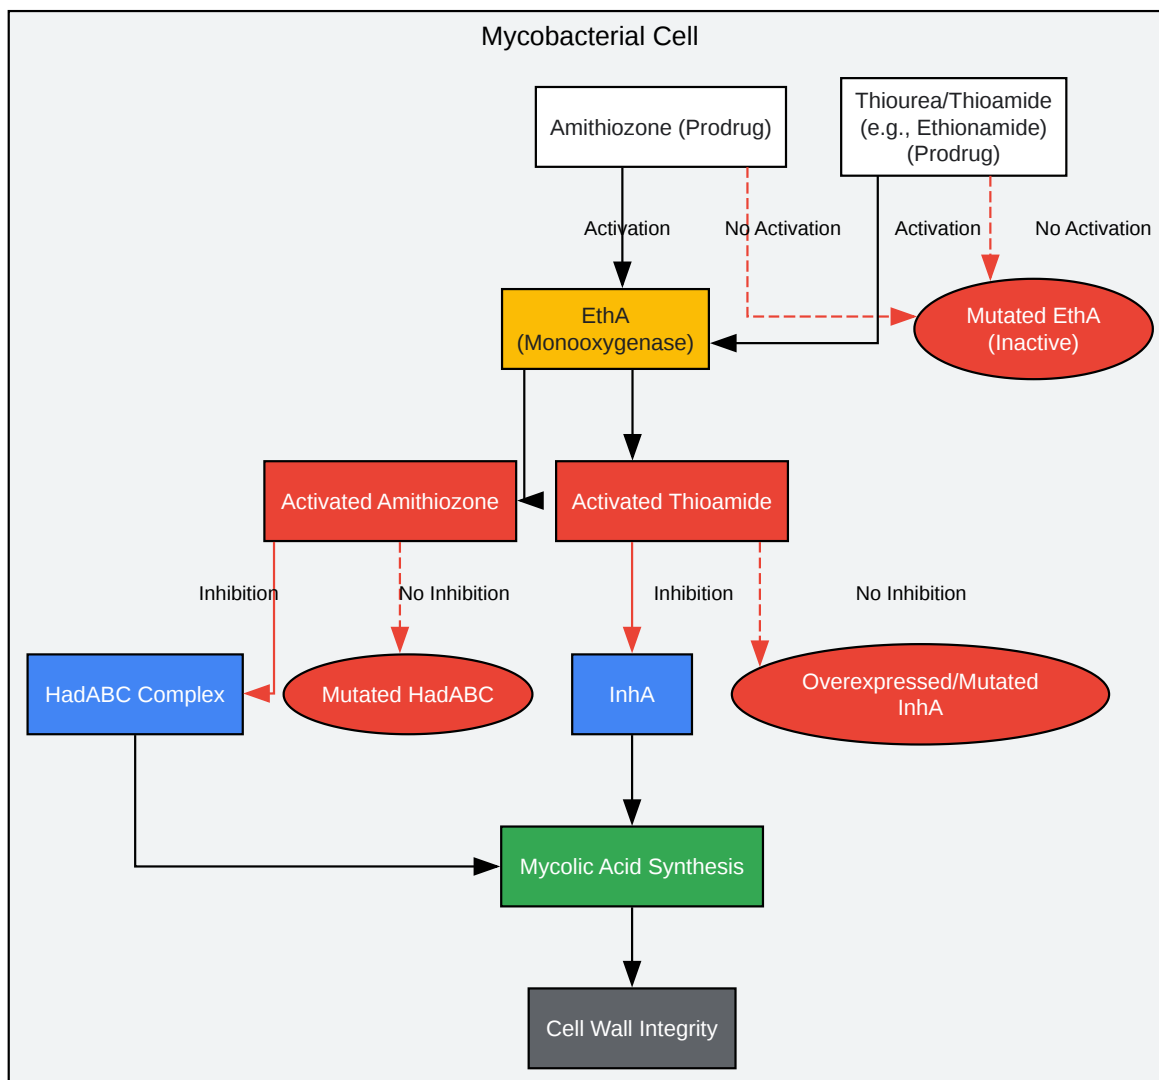 Mycobacterial Cell
Amithiozone (Prodrug)
Thiourea/Thioamide
(e.g., Ethionamide)
(Prodrug)
Activation
No Activation
Activation
No Activation
EthA
(Monooxygenase)
Mutated EthA
(Inactive)
Activated Amithiozone
Activated Thioamide
Inhibition
No Inhibition
Inhibition
No Inhibition
HadABC Complex
Mutated HadABC
InhA
Overexpressed/Mutated
InhA
Mycolic Acid Synthesis
Cell Wall Integrity